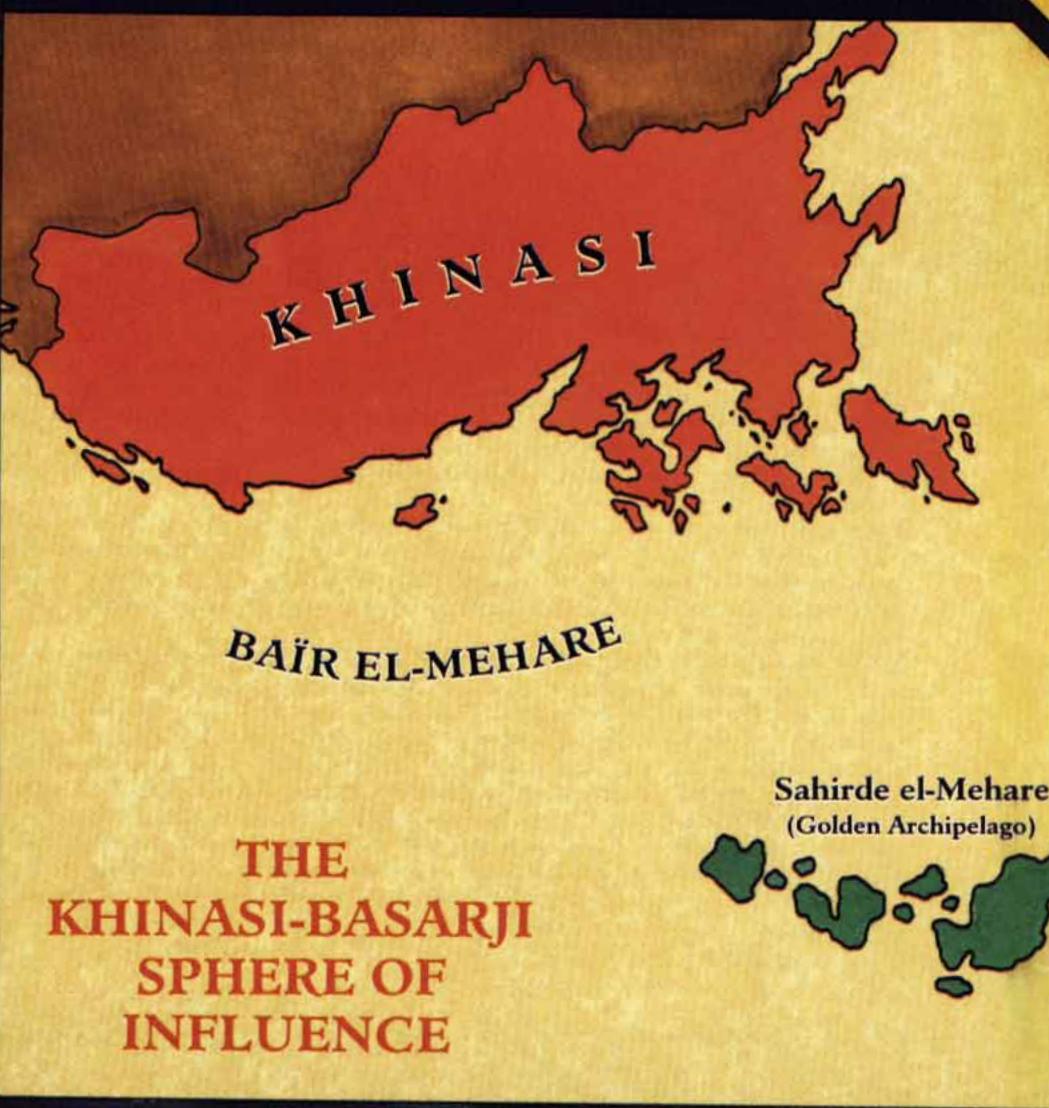 KHINASI
BAÏR EL-MEHARE
Sahirde el-Mehare
(Golden Archipelago)
THE
KHINASI-BASARJI
SPHERE OF
INFLUENCE